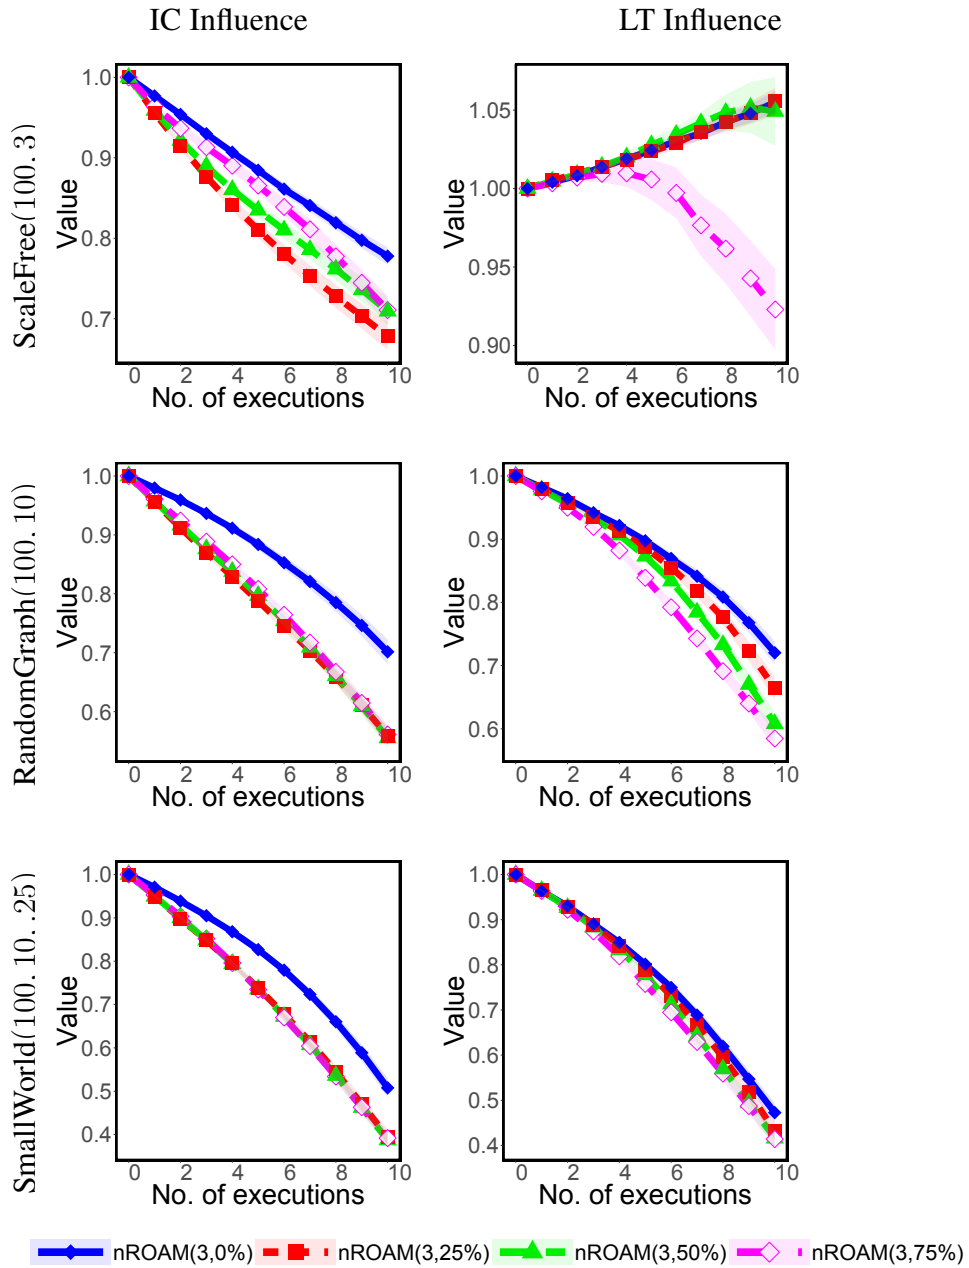 IC Influence
LT Influence
ScaleFree(100, 3)
Value
1.0
0.9
0.8
0.7
0 2 4 6 8 10
No. of executions
Value
1.05
1.00
0.95
0.90
0 2 4 6 8 10
No. of executions
RandomGraph(100, 10)
Value
1.0
0.9
0.8
0.7
0.6
0 2 4 6 8 10
No. of executions
Value
1.0
0.9
0.8
0.7
0.6
0 2 4 6 8 10
No. of executions
SmallWorld(100, 10, .25)
Value
1.0
0.9
0.8
0.7
0.6
0.5
0.4
0 2 4 6 8 10
No. of executions
Value
1.0
0.9
0.8
0.7
0.6
0.5
0.4
0 2 4 6 8 10
No. of executions
nROAM(3,0%) nROAM(3,25%) nROAM(3,50%) nROAM(3,75%)